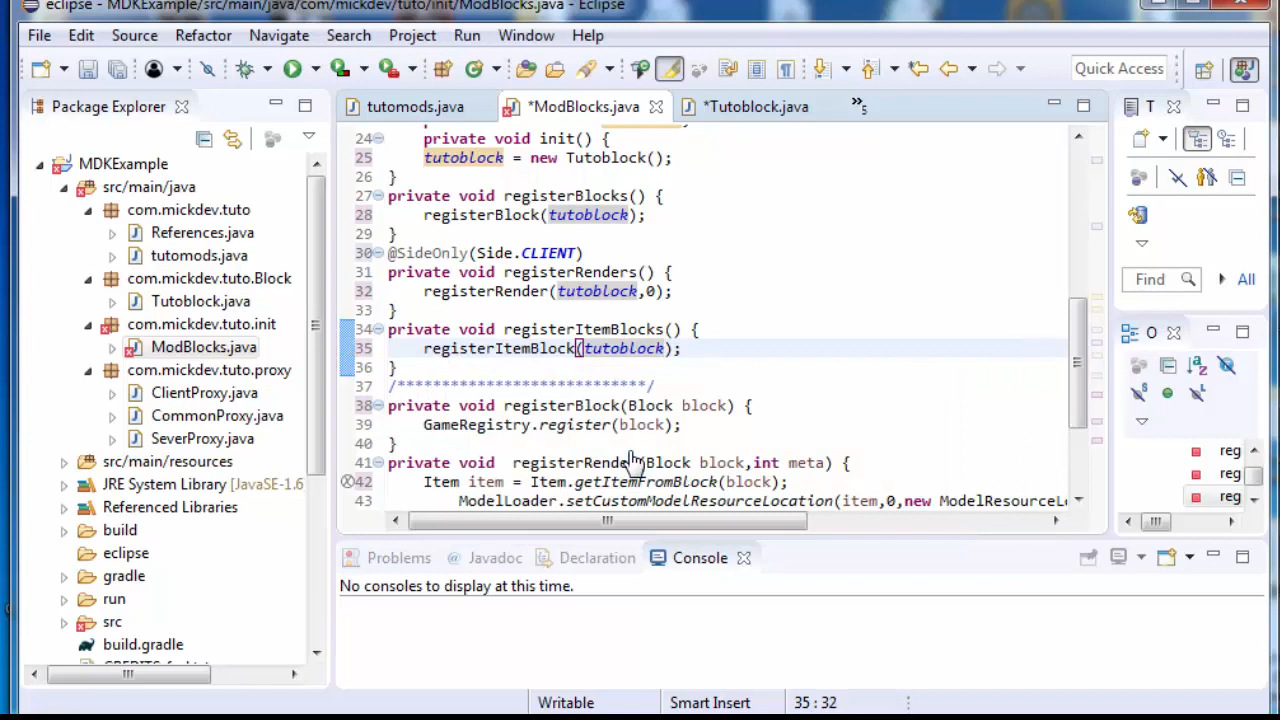 eclipse - MDKExample/src/main/java/com/mickdev/tuto/init/ModBlocks.java - Eclipse
File Edit Source Refactor Navigate Search Project Run Window Help
Quick Access
Package Explorer
tutomods.java
*ModBlocks.java
*Tutoblock.java
»5
T
MDKExample
src/main/java
com.mickdev.tuto
References.java
tutomods.java
com.mickdev.tuto.Block
Tutoblock.java
com.mickdev.tuto.init
ModBlocks.java
com.mickdev.tuto.proxy
ClientProxy.java
CommonProxy.java
SeverProxy.java
src/main/resources
JRE System Library [JavaSE-1.6
Referenced Libraries
build
eclipse
gradle
run
src
build.gradle
24 private void init() {
25 tutoblock = new Tutoblock();
26 }
27 private void registerBlocks() {
28 registerBlock(tutoblock);
29 }
30 @SideOnly(Side.CLIENT)
31 private void registerRenders() {
32 registerRender(tutoblock,0);
33 }
34 private void registerItemBlocks() {
35 registerItemBlock(tutoblock);
36 }
37 /****************************/
38 private void registerBlock(Block block) {
39 GameRegistry.register(block);
40 }
41 private void registerRender(Block block,int meta) {
42 Item item = Item.getItemFromBlock(block);
43 ModelLoader.setCustomModelResourceLocation(item,0,new ModelResourceLo
Find
All
O
reg
reg
reg
Problems
@ Javadoc
Declaration
Console
No consoles to display at this time.
Writable
Smart Insert
35 : 32